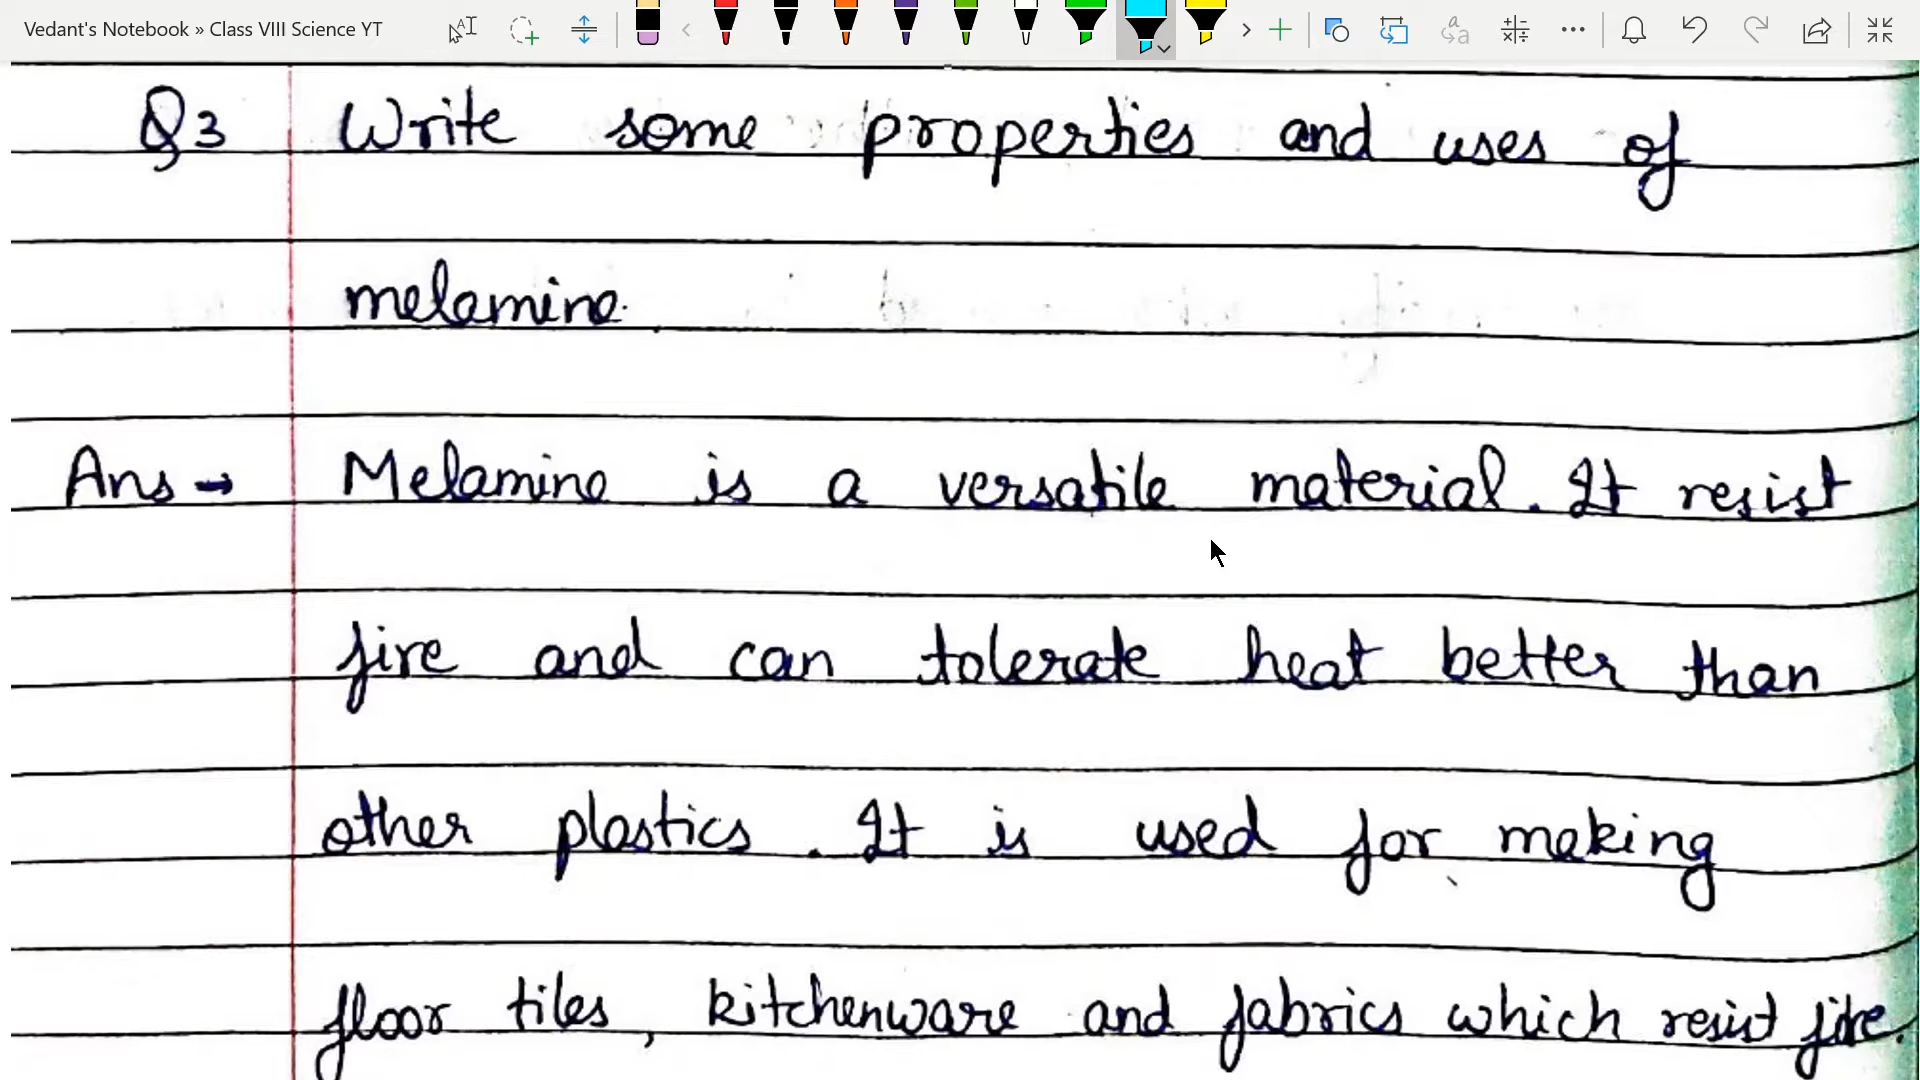 Vedant's Notebook » Class VIII Science YT
Q3 Write some properties and uses of
melamine.
Ans → Melamine is a versatile material. It resist
fire and can tolerate heat better than
other plastics. It is used for making
floor tiles, kitchenware and fabrics which resist fire.